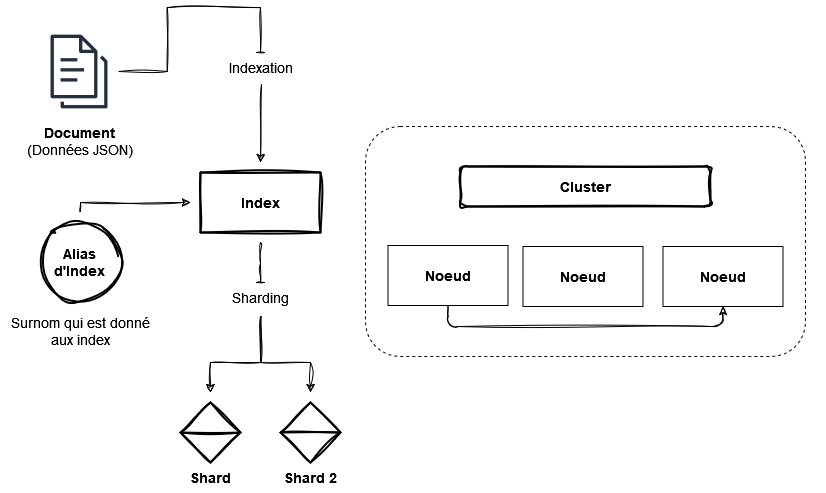 Indexation
Document
(Données JSON)
Index
Alias
d'Index
Surnom qui est donné
aux index
Sharding
Shard
Shard 2
Cluster
Noeud
Noeud
Noeud